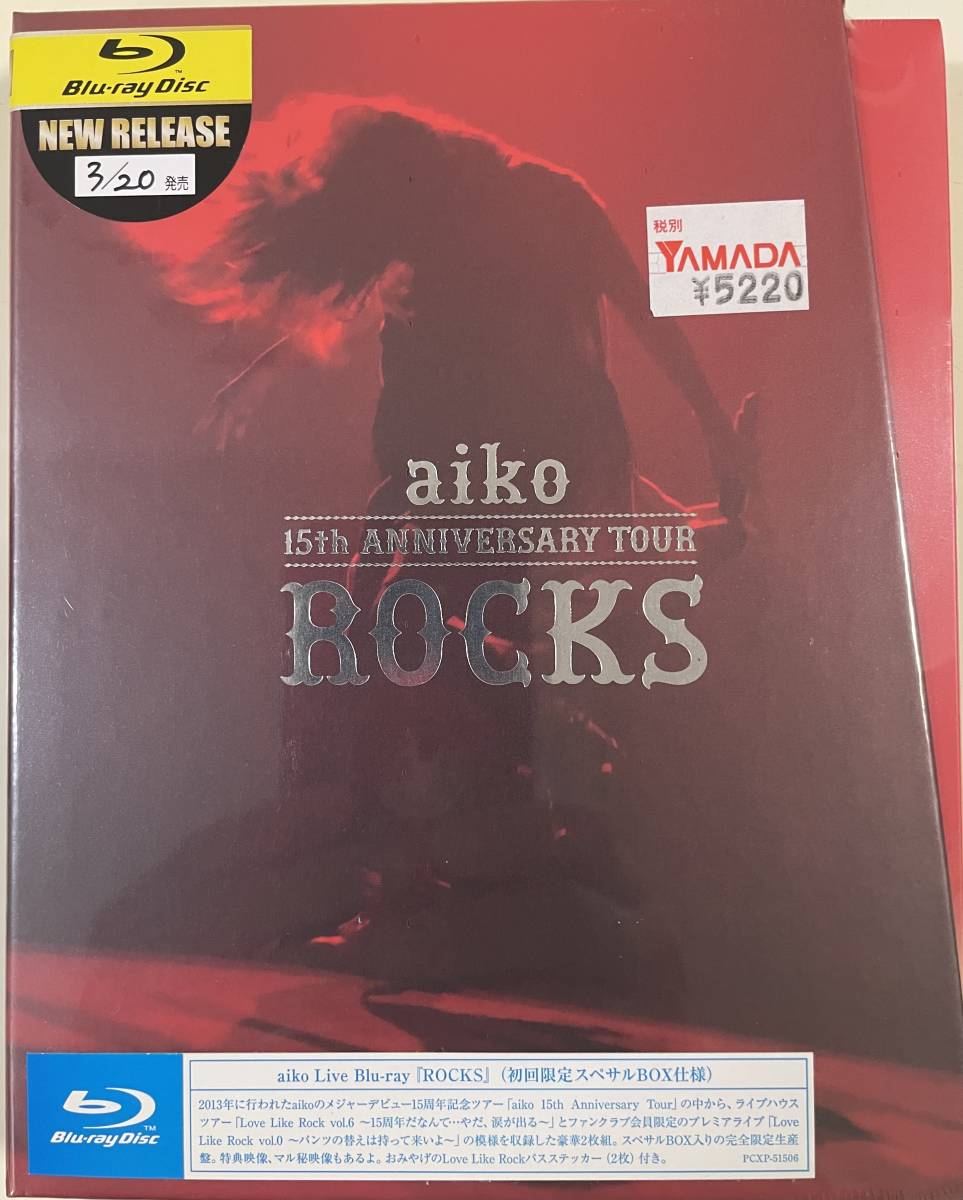 Blu-ray Disc
NEW RELEASE
3/20 発売
税別
YAMADA
¥5220
aiko
15th ANNIVERSARY TOUR
ROCKS
Blu-ray Disc
aiko Live Blu-ray『ROCKS』(初回限定スペサルBOX仕様)
2013年に行われたaikoのメジャーデビュー15周年記念ツアー「aiko 15th Anniversary Tour」の中から、ライブハウス
ツアー「Love Like Rock vol.6 〜15周年だなんて…やだ、涙が出る〜」とファンクラブ会員限定のプレミアライブ「Love
Like Rock vol.0 〜パンツの替えは持って来いよ〜」の模様を収録した豪華2枚組。スペサルBOX入りの完全限定生産
盤。特典映像、マル秘映像もあるよ。おみやげのLove Like Rockパスステッカー(2枚)付き。
PCXP-51506